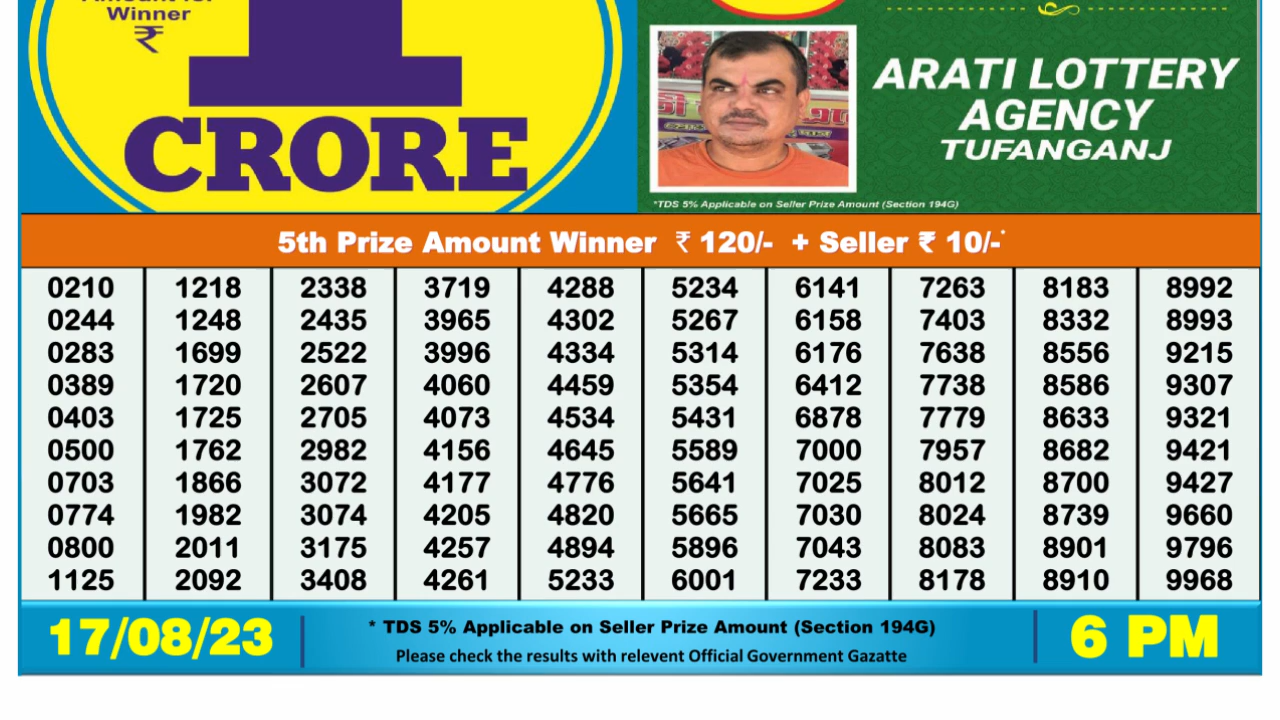 Winner
₹
1
CRORE
ARATI LOTTERY
AGENCY
TUFANGANJ
*TDS 5% Applicable on Seller Prize Amount (Section 194G)
5th Prize Amount Winner ₹ 120/- + Seller ₹ 10/-*
0210 1218 2338 3719 4288 5234 6141 7263 8183 8992
0244 1248 2435 3965 4302 5267 6158 7403 8332 8993
0283 1699 2522 3996 4334 5314 6176 7638 8556 9215
0389 1720 2607 4060 4459 5354 6412 7738 8586 9307
0403 1725 2705 4073 4534 5431 6878 7779 8633 9321
0500 1762 2982 4156 4645 5589 7000 7957 8682 9421
0703 1866 3072 4177 4776 5641 7025 8012 8700 9427
0774 1982 3074 4205 4820 5665 7030 8024 8739 9660
0800 2011 3175 4257 4894 5896 7043 8083 8901 9796
1125 2092 3408 4261 5233 6001 7233 8178 8910 9968
17/08/23
* TDS 5% Applicable on Seller Prize Amount (Section 194G)
Please check the results with relevent Official Government Gazatte
6 PM